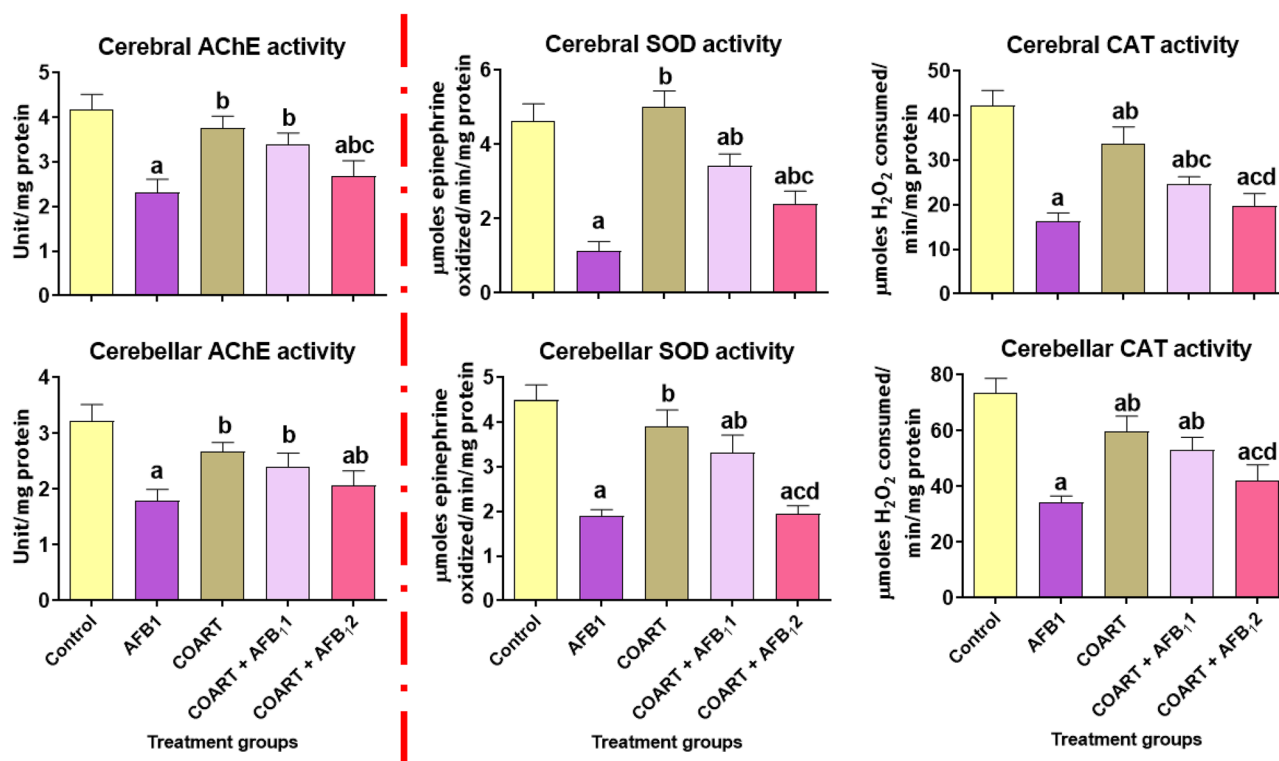 Cerebral AChE activity
Unit/mg protein
5
4
3
2
1
0
a
b
b
abc
Cerebral SOD activity
µmoles epinephrine
oxidized/min/mg protein
6
4
2
0
a
b
ab
abc
Cerebral CAT activity
µmoles H₂O₂ consumed/
min/mg protein
50
40
30
20
10
0
a
ab
abc
acd
Cerebellar AChE activity
Unit/mg protein
4
3
2
1
0
a
b
b
ab
Control
AFB1
COART
COART + AFB₁1
COART + AFB₁2
Treatment groups
Cerebellar SOD activity
µmoles epinephrine
oxidized/min/mg protein
5
4
3
2
1
0
a
b
ab
acd
Control
AFB1
COART
COART + AFB₁1
COART + AFB₁2
Treatment groups
Cerebellar CAT activity
µmoles H₂O₂ consumed/
min/mg protein
80
60
40
20
0
a
ab
ab
acd
Control
AFB1
COART
COART + AFB₁1
COART + AFB₁2
Treatment groups